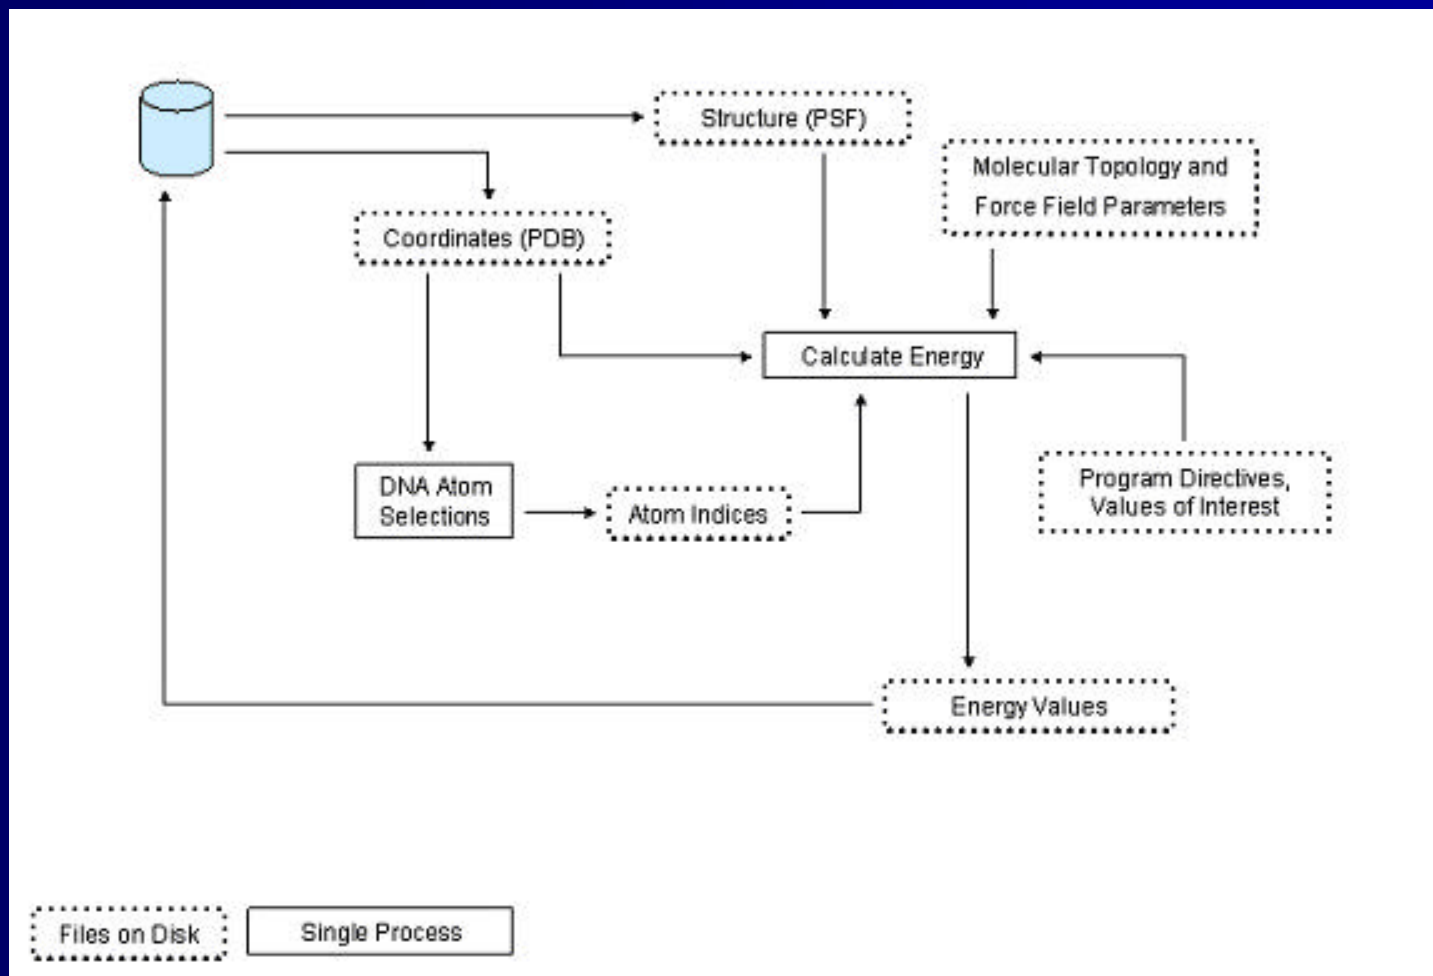 Structure (PSF)
Molecular Topology and
Force Field Parameters
Coordinates (PDB)
Calculate Energy
DNA Atom
Selections
Atom Indices
Program Directives,
Values of Interest
Energy Values
Files on Disk
Single Process